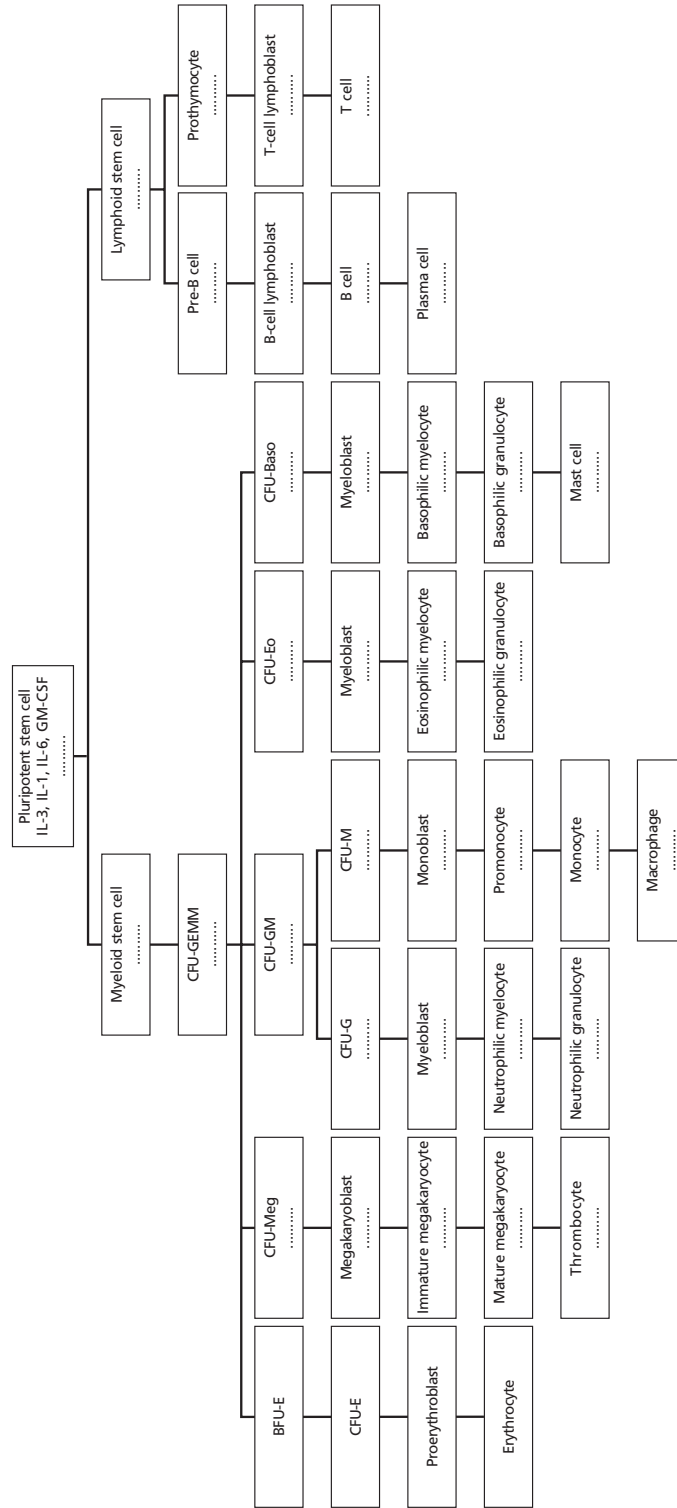 Pluripotent stem cell
IL-3, IL-1, IL-6, GM-CSF
..........
Myeloid stem cell
..........
Lymphoid stem cell
..........
CFU-GEMM
..........
Pre-B cell
..........
Prothymocyte
..........
BFU-E
CFU-Meg
..........
CFU-GM
..........
CFU-Eo
..........
CFU-Baso
..........
B-cell lymphoblast
..........
T-cell lymphoblast
..........
CFU-E
Megakaryoblast
..........
CFU-G
..........
CFU-M
..........
Myeloblast
..........
Myeloblast
..........
B cell
..........
T cell
..........
Proerythroblast
Immature megakaryocyte
..........
Myeloblast
..........
Monoblast
..........
Eosinophilic myelocyte
..........
Basophilic myelocyte
..........
Plasma cell
..........
Erythrocyte
Mature megakaryocyte
..........
Neutrophilic myelocyte
..........
Promonocyte
..........
Eosinophilic granulocyte
..........
Basophilic granulocyte
..........
Thrombocyte
..........
Neutrophilic granulocyte
..........
Monocyte
..........
Mast cell
..........
Macrophage
..........